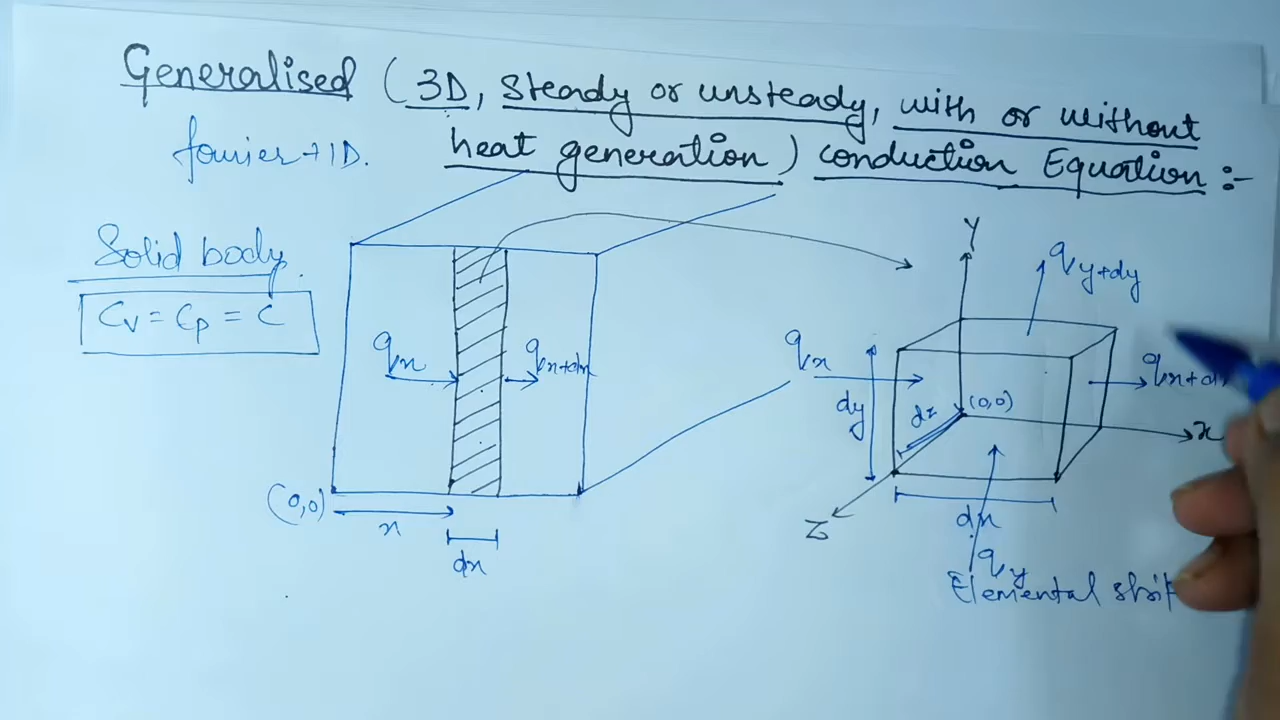 Generalised (3D, steady or unsteady, with or without
fourier → 1D. heat generation) conduction Equation :-
Solid body.
Cv = Cp = C
qx
qx+dx
(0,0)
x
dx
Y
qy+dy
qx
qx+dx
dy
dz
(0,0)
x
Z
dx
qy
Elemental strip